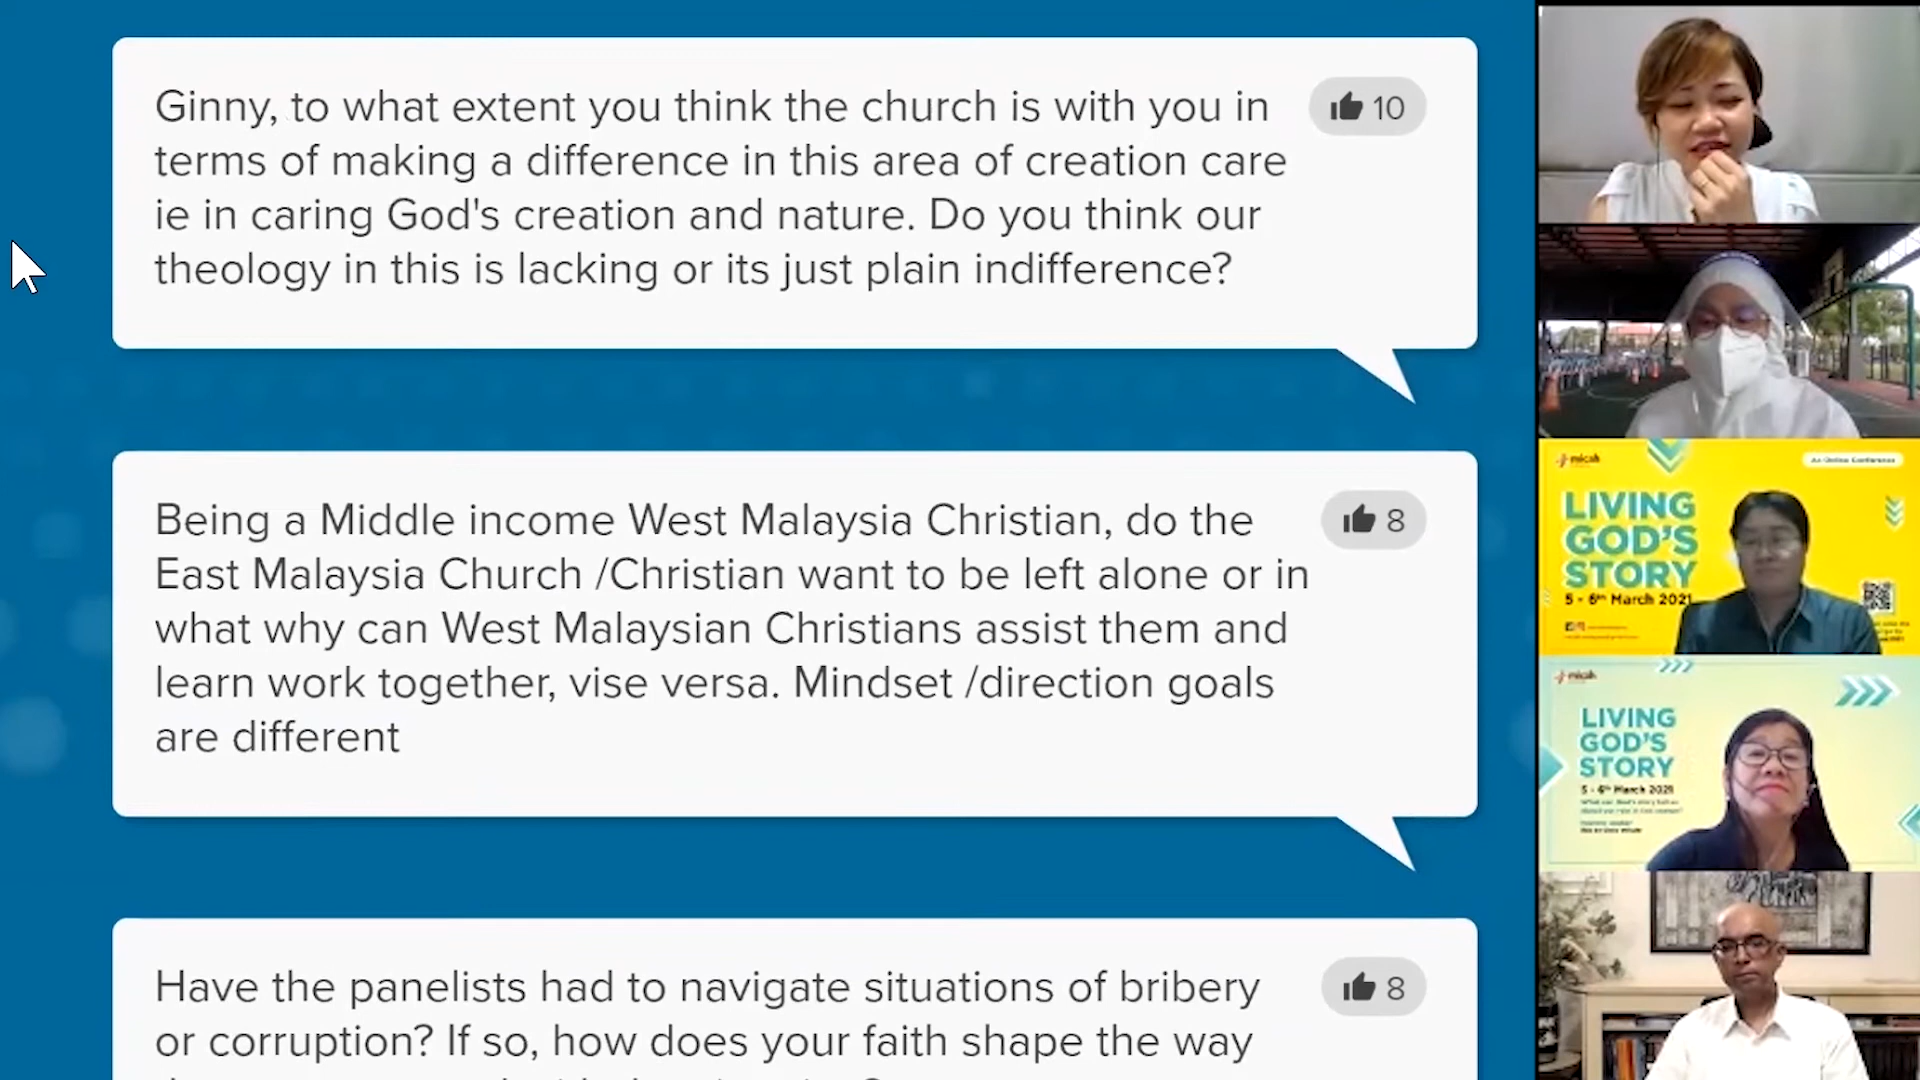 Ginny, to what extent you think the church is with you in
terms of making a difference in this area of creation care
ie in caring God's creation and nature. Do you think our
theology in this is lacking or its just plain indifference?
10
Being a Middle income West Malaysia Christian, do the
East Malaysia Church /Christian want to be left alone or in
what why can West Malaysian Christians assist them and
learn work together, vise versa. Mindset /direction goals
are different
8
Have the panelists had to navigate situations of bribery
or corruption? If so, how does your faith shape the way
8
micah
An Online Conference
LIVING
GOD'S
STORY
5 - 6th March 2021
micah
LIVING
GOD'S
STORY
5 - 6th March 2021